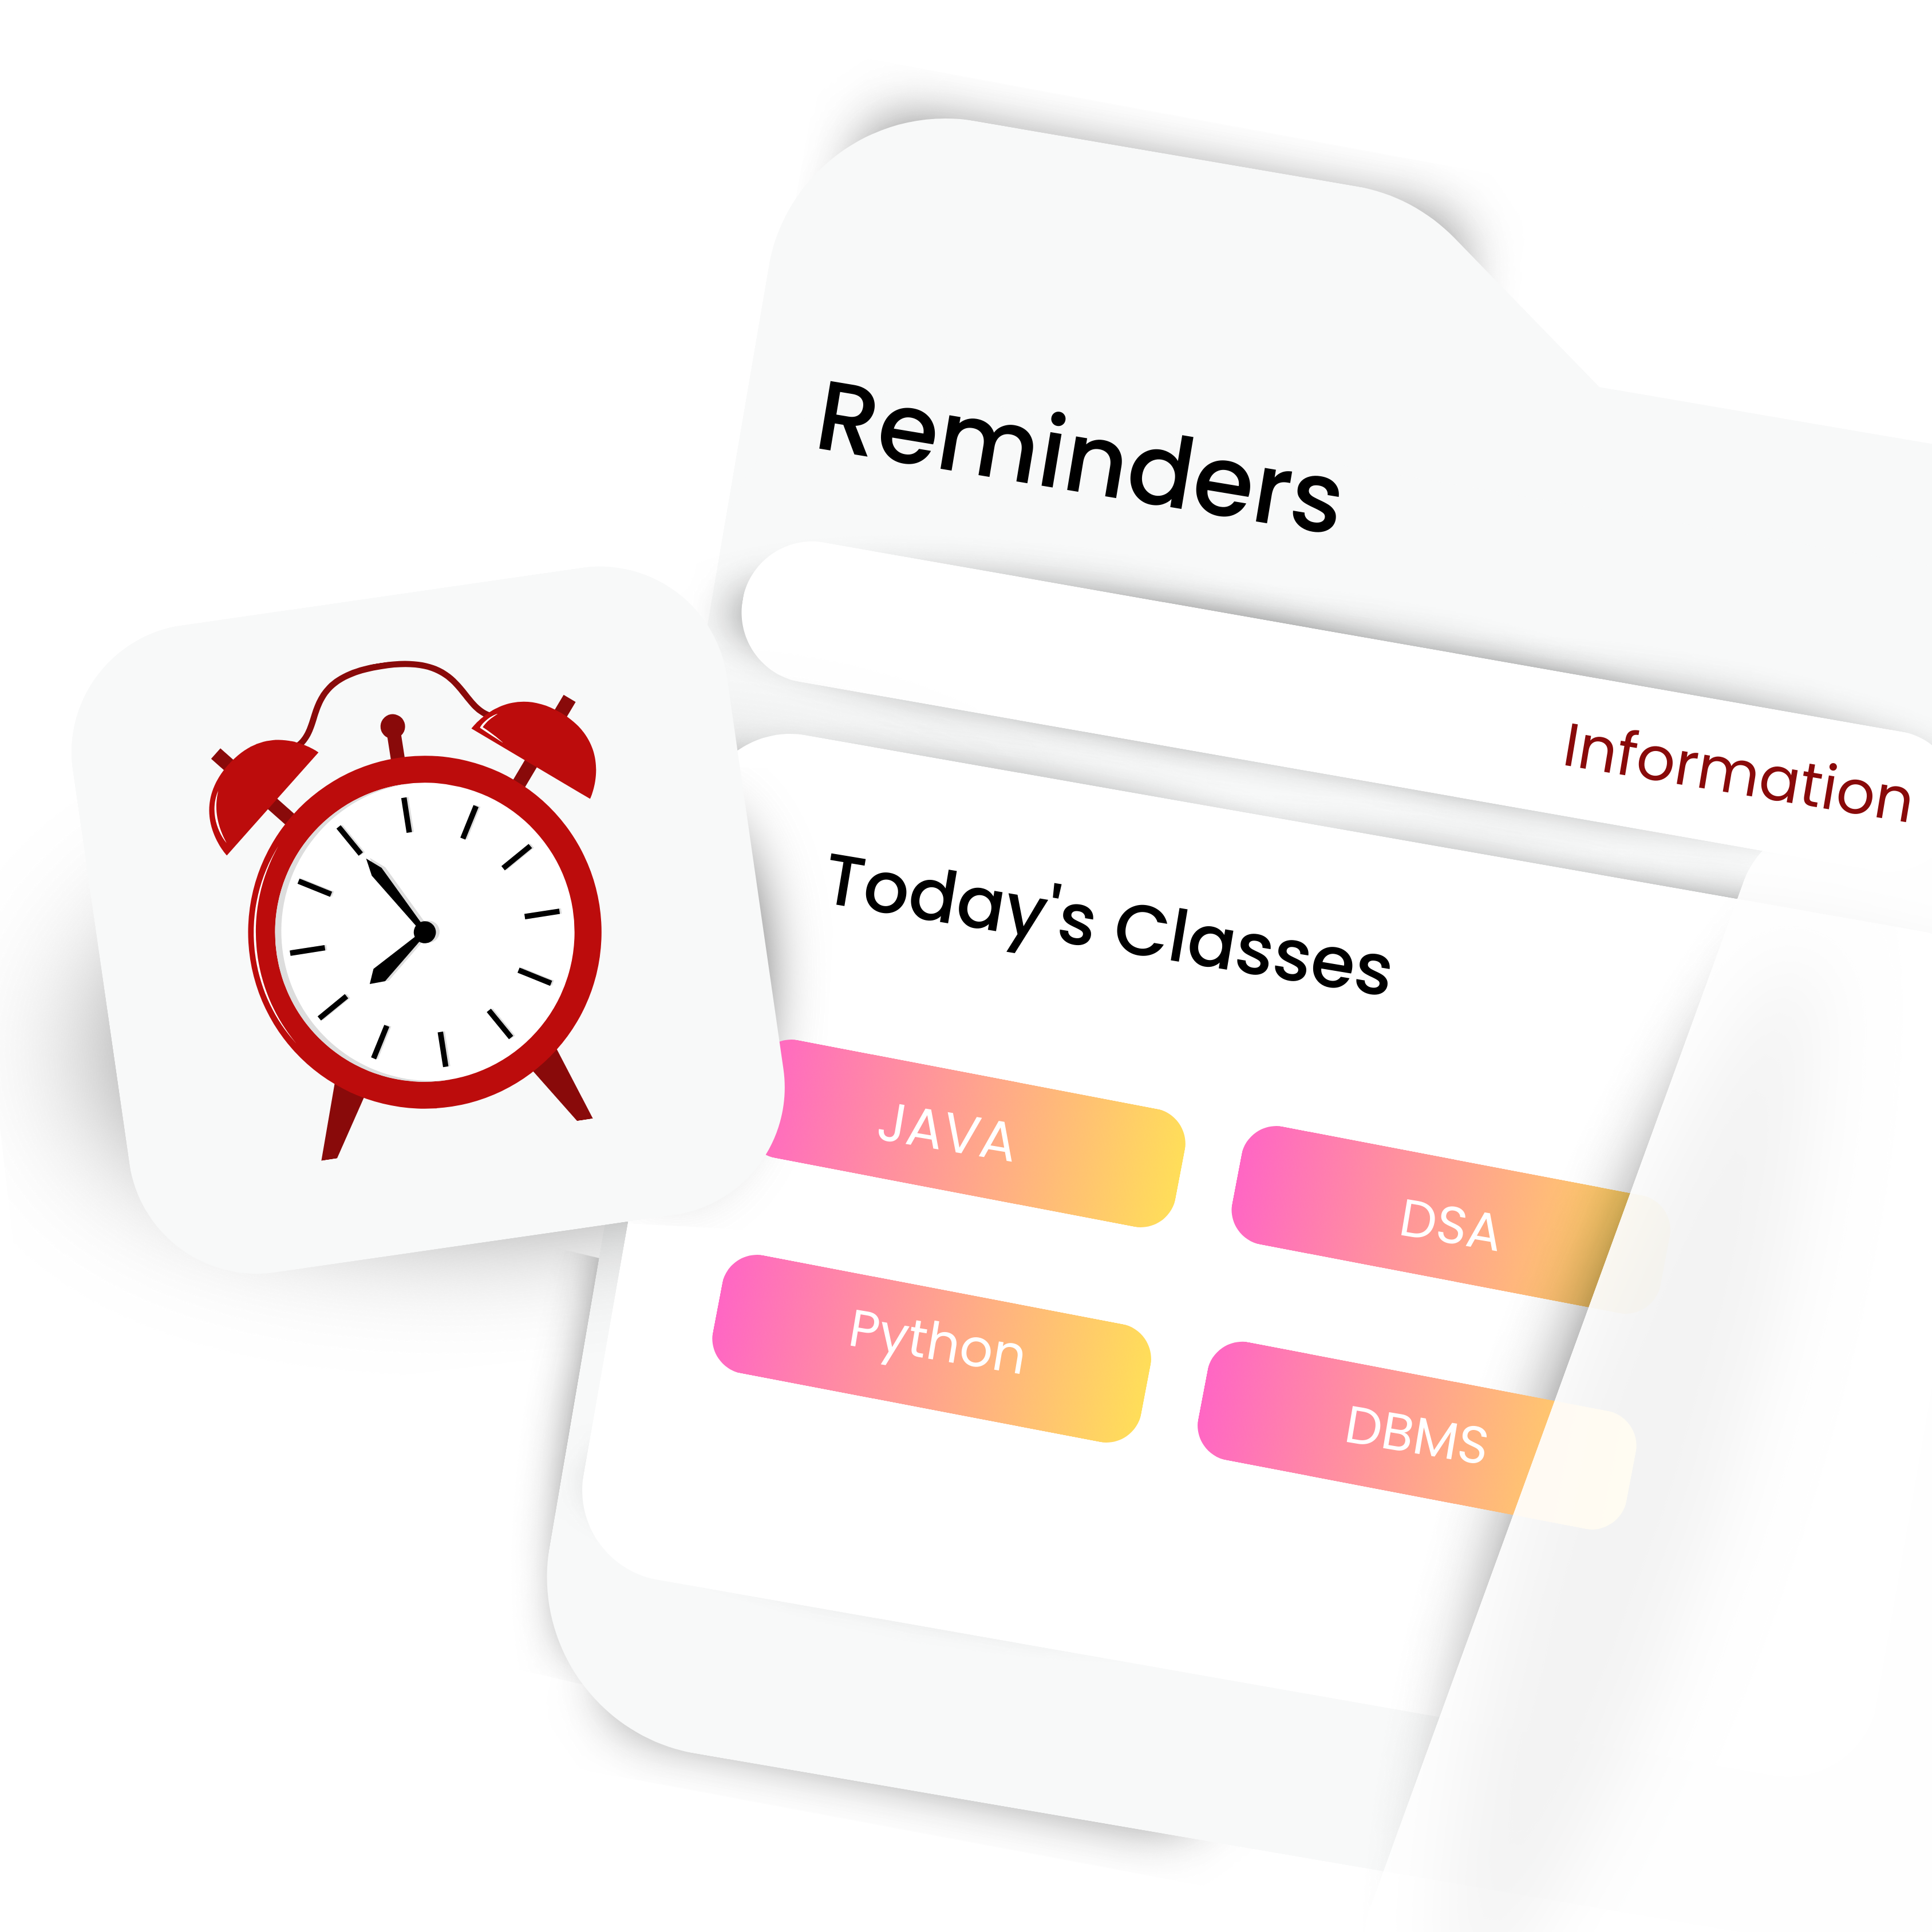 Reminders
Information
Today's Classes
JAVA
DSA
Python
DBMS